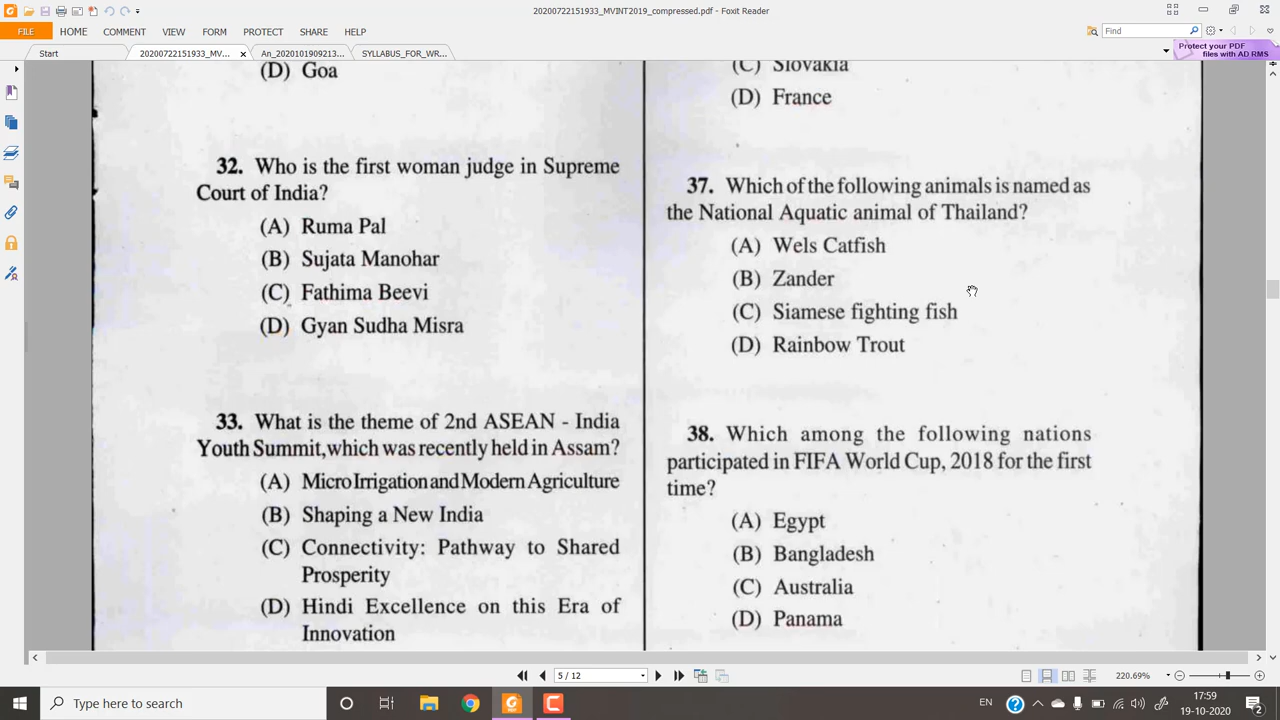 20200722151933_MVINT2019_compressed.pdf - Foxit Reader
FILE HOME COMMENT VIEW FORM PROTECT SHARE HELP
Find
Start 20200722151933_MV... An_2020101909213... SYLLABUS_FOR_WR...
Protect your PDF
files with AD RMS
(D) Goa
32. Who is the first woman judge in Supreme
Court of India?
(A) Ruma Pal
(B) Sujata Manohar
(C) Fathima Beevi
(D) Gyan Sudha Misra
33. What is the theme of 2nd ASEAN - India
Youth Summit, which was recently held in Assam?
(A) Micro Irrigation and Modern Agriculture
(B) Shaping a New India
(C) Connectivity: Pathway to Shared
Prosperity
(D) Hindi Excellence on this Era of
Innovation
(C) Slovakia
(D) France
37. Which of the following animals is named as
the National Aquatic animal of Thailand?
(A) Wels Catfish
(B) Zander
(C) Siamese fighting fish
(D) Rainbow Trout
38. Which among the following nations
participated in FIFA World Cup, 2018 for the first
time?
(A) Egypt
(B) Bangladesh
(C) Australia
(D) Panama
5 / 12
220.69%
Type here to search
EN
17:59
19-10-2020
2